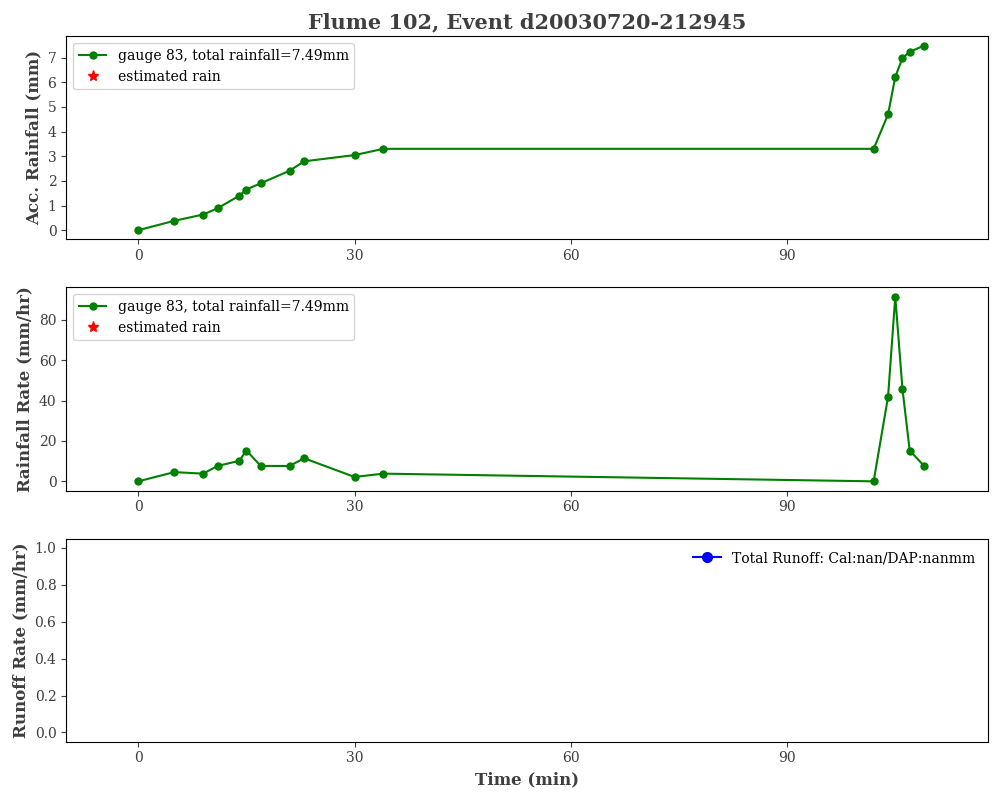 Flume 102, Event d20030720-212945
gauge 83, total rainfall=7.49mm
estimated rain
Acc. Rainfall (mm)
7
6
5
4
3
2
1
0
0 30 60 90
gauge 83, total rainfall=7.49mm
estimated rain
Rainfall Rate (mm/hr)
80
60
40
20
0
0 30 60 90
Total Runoff: Cal:nan/DAP:nanmm
Runoff Rate (mm/hr)
1.0
0.8
0.6
0.4
0.2
0.0
0 30 60 90
Time (min)